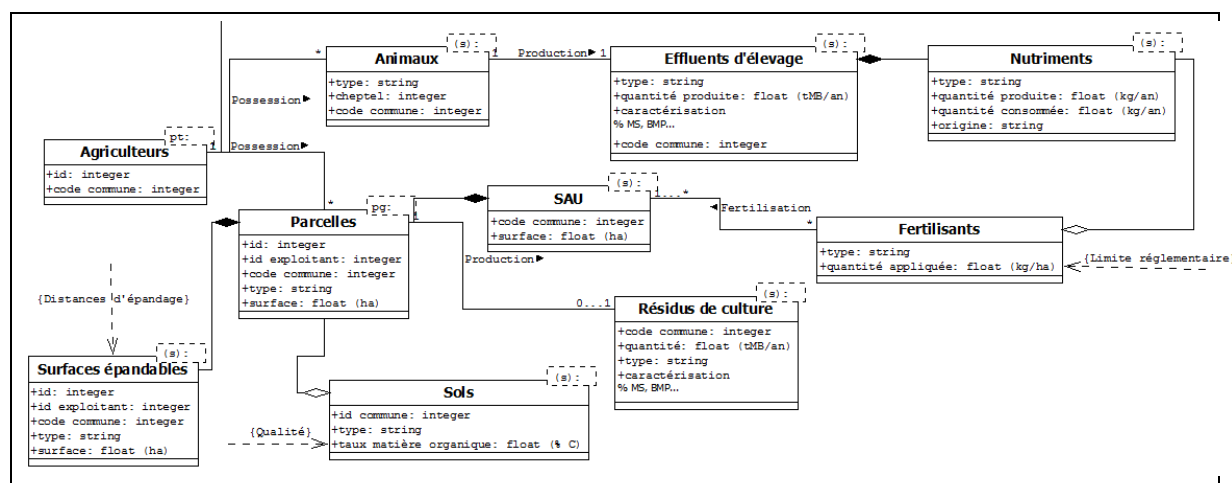 (s):
Animaux
+type: string
+cheptel: integer
+code commune: integer
*
1
Production▶
1
(s):
Effluents d'élevage
+type: string
+quantité produite: float (tMB/an)
+caractérisation
% MS, BMP...
+code commune: integer
(s):
Nutriments
+type: string
+quantité produite: float (kg/an)
+quantité consommée: float (kg/an)
+origine: string
Possession▶
pt:
Agriculteurs
+id: integer
+code commune: integer
1
Possession▶
*
pg:
Parcelles
+id: integer
+id exploitant: integer
+code commune: integer
+type: string
+surface: float (ha)
1
(s):
SAU
+code commune: integer
+surface: float (ha)
1...*
◀Fertilisation
*
Fertilisants
+type: string
+quantité appliquée: float (kg/ha)
{Limite réglementaire
Production▶
0...1
(s):
Résidus de culture
+code commune: integer
+quantité: float (tMB/an)
+type: string
+caractérisation
% MS, BMP...
{Distances d'épandage}
(s):
Surfaces épandables
+id: integer
+id exploitant: integer
+code commune: integer
+type: string
+surface: float (ha)
(s):
Sols
+id commune: integer
+type: string
+taux matière organique: float (% C)
{Qualité}